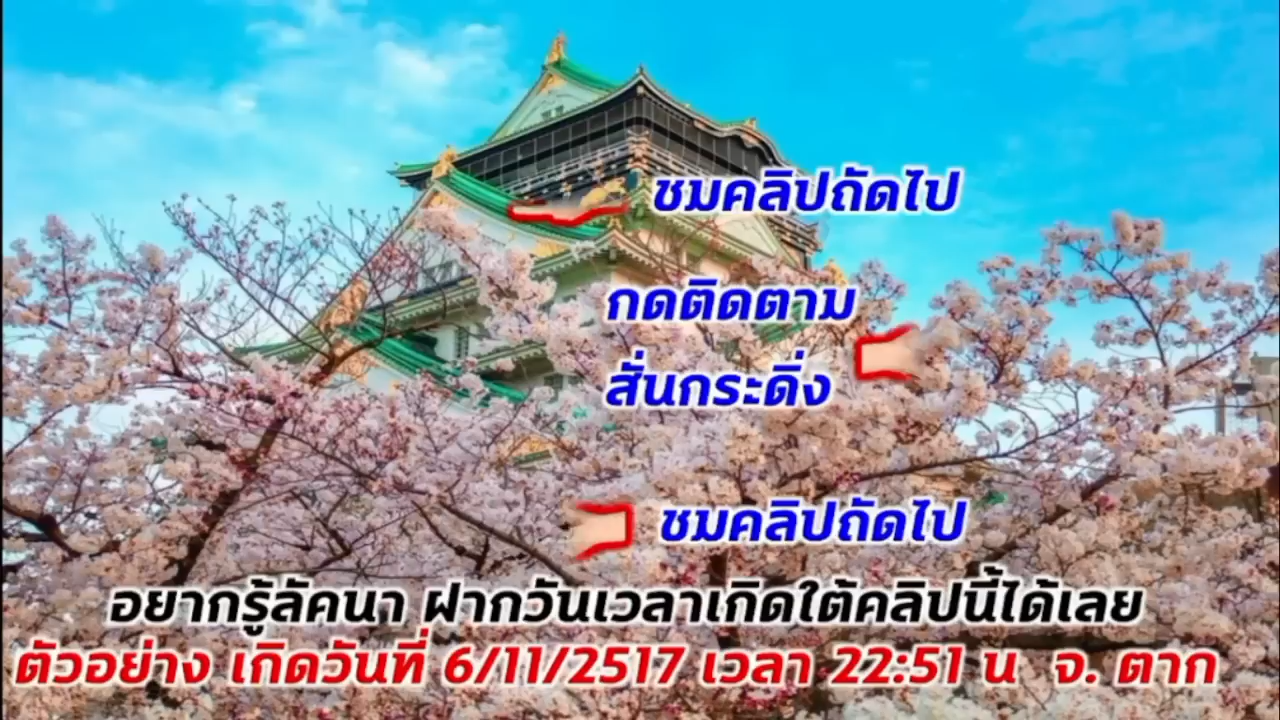 ชมคลิปถัดไป
กดติดตาม
สั่นกระดิ่ง
ชมคลิปถัดไป
อยากรู้ลัคนา ฝากวันเวลาเกิดใต้คลิปนี้ได้เลย
ตัวอย่าง เกิดวันที่ 6/11/2517 เวลา 22:51 น จ. ตาก